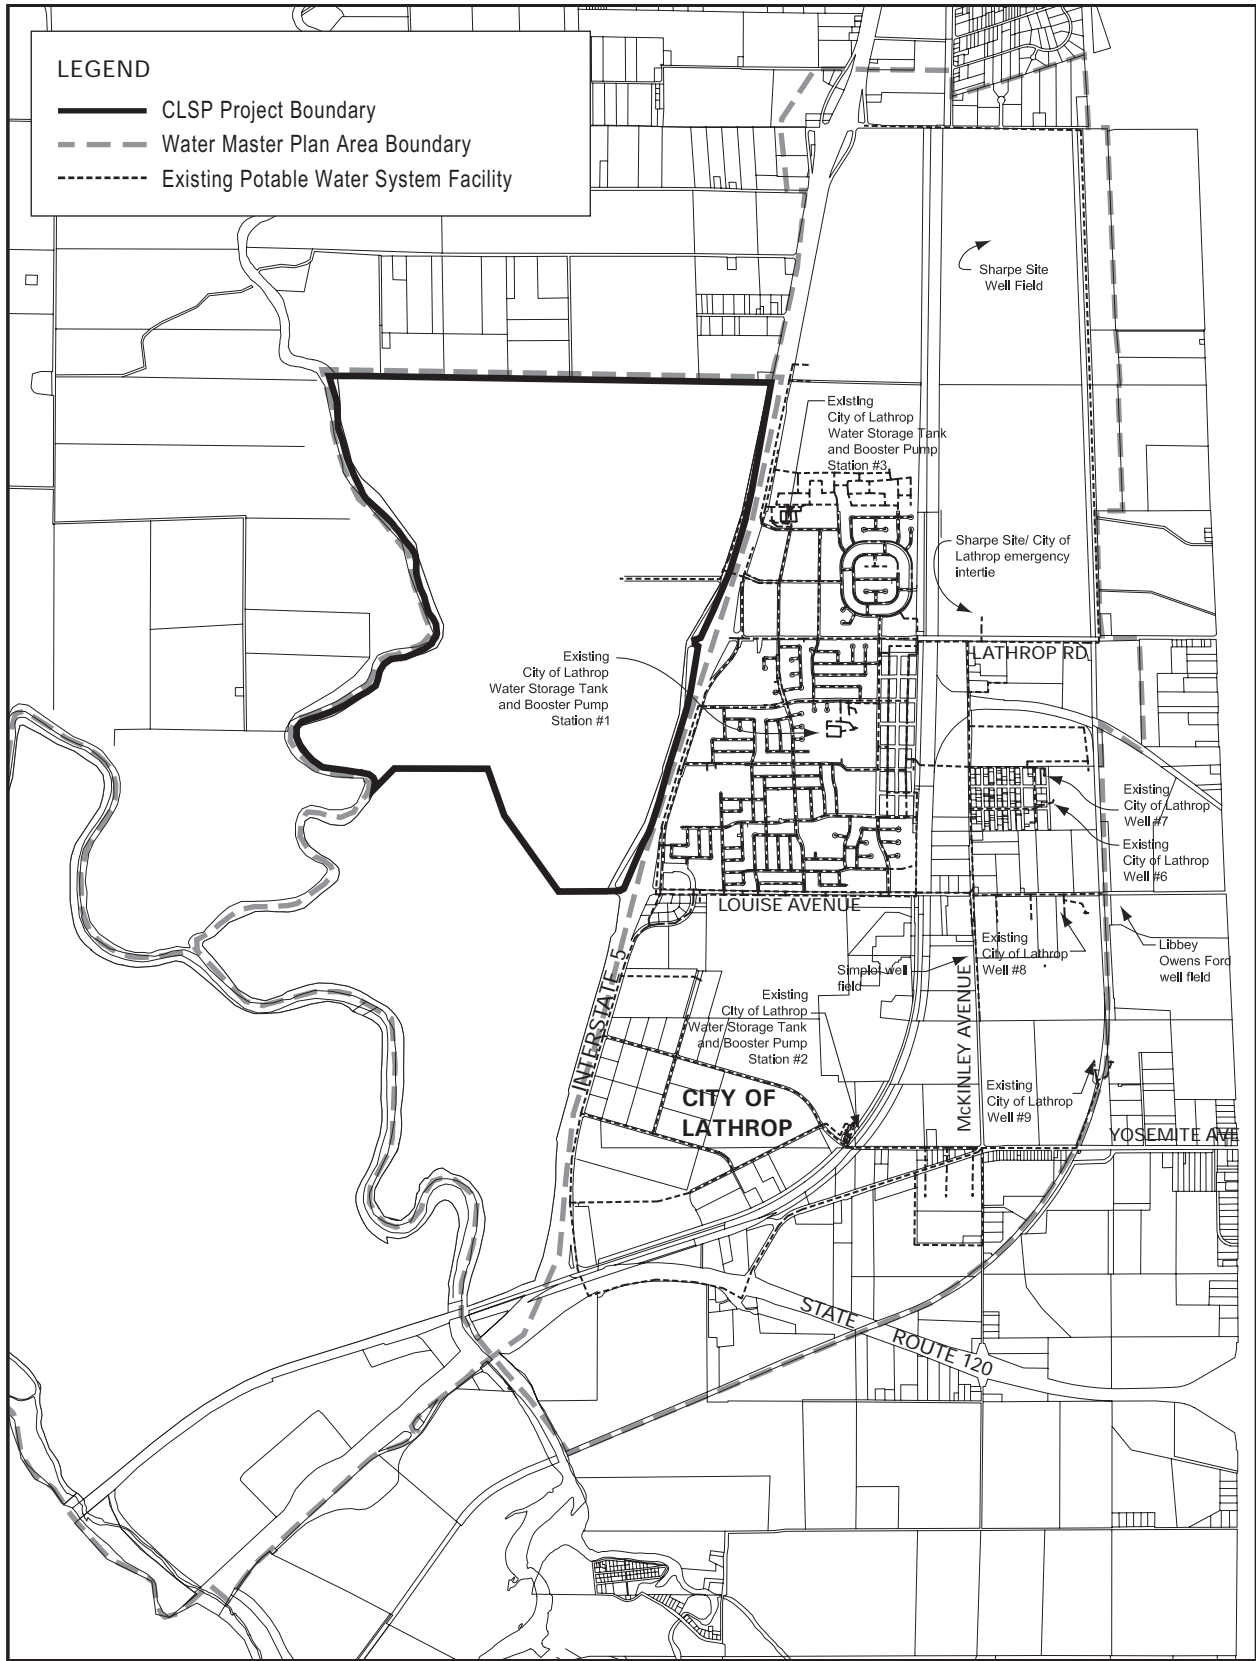 LEGEND
CLSP Project Boundary
Water Master Plan Area Boundary
Existing Potable Water System Facility
Sharpe Site
Well Field
Existing
City of Lathrop
Water Storage Tank
and Booster Pump
Station #3
Sharpe Site/ City of
Lathrop emergency
intertie
LATHROP RD
Existing
City of Lathrop
Water Storage Tank
and Booster Pump
Station #1
Existing
City of Lathrop
Well #7
Existing
City of Lathrop
Well #6
LOUISE AVENUE
Existing
City of Lathrop
Well #8
Libbey
Owens Ford
well field
Simplot well
field
INTERSTATE 5
Existing
City of Lathrop
Water Storage Tank
and Booster Pump
Station #2
McKINLEY AVENUE
Existing
City of Lathrop
Well #9
CITY OF
LATHROP
YOSEMITE AVE
STATE ROUTE 120